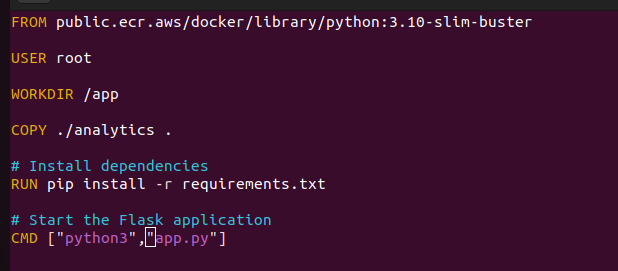 FROM public.ecr.aws/docker/library/python:3.10-slim-buster
USER root
WORKDIR /app
COPY ./analytics .
# Install dependencies
RUN pip install -r requirements.txt
# Start the Flask application
CMD ["python3","app.py"]